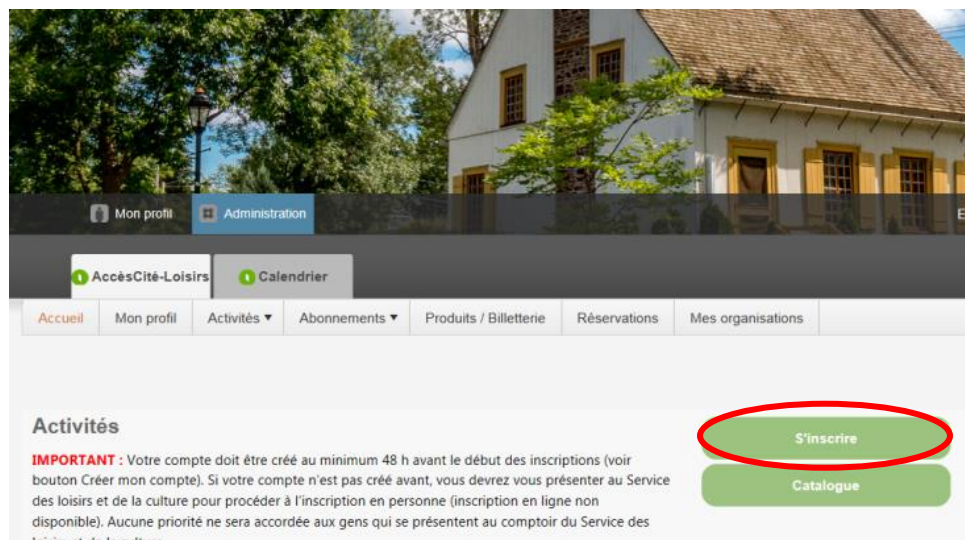 Mon profil Administration
AccèsCité-Loisirs Calendrier
Accueil Mon profil Activités ▼ Abonnements ▼ Produits / Billetterie Réservations Mes organisations
Activités
S'inscrire
IMPORTANT : Votre compte doit être créé au minimum 48 h avant le début des inscriptions (voir
bouton Créer mon compte). Si votre compte n'est pas créé avant, vous devrez vous présenter au Service
Catalogue
des loisirs et de la culture pour procéder à l'inscription en personne (inscription en ligne non
disponible). Aucune priorité ne sera accordée aux gens qui se présentent au comptoir du Service des